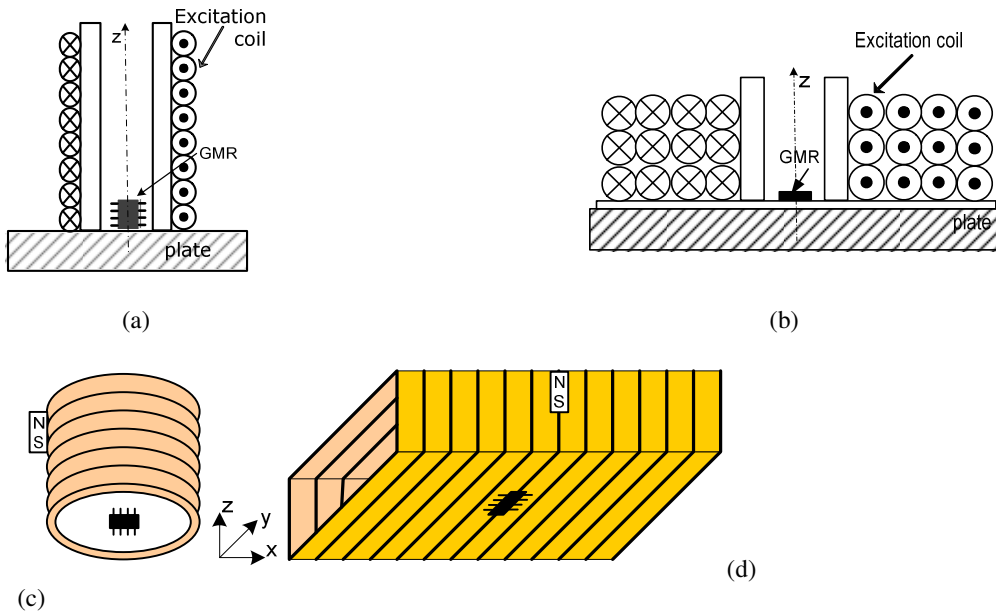 Excitation
coil
z
GMR
plate
(a)
Excitation coil
z
GMR
plate
(b)
N
S
z
y
x
(c)
N
S
(d)